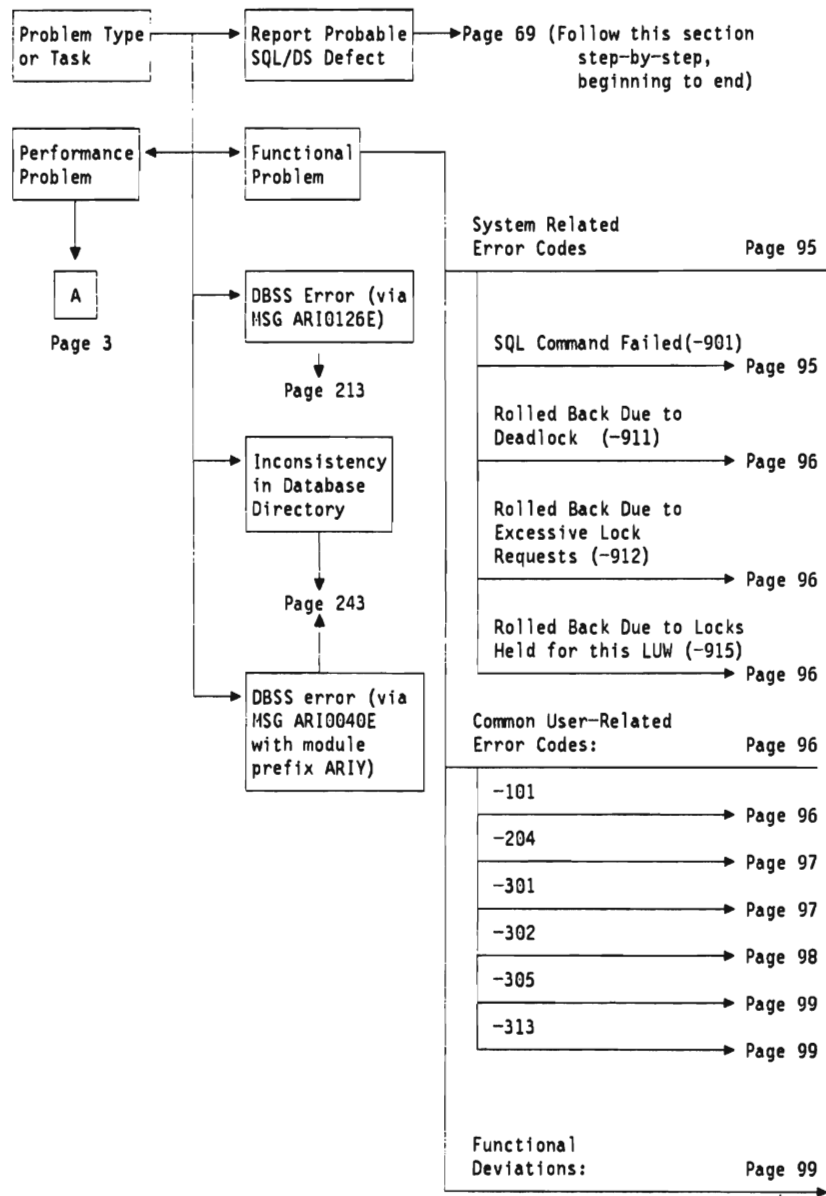 Problem Type
or Task
Report Probable
SQL/DS Defect
Page 69 (Follow this section
step-by-step,
beginning to end)
Performance
Problem
Functional
Problem
A
Page 3
DBSS Error (via
MSG ARI0126E)
Page 213
Inconsistency
in Database
Directory
Page 243
DBSS error (via
MSG ARI0040E
with module
prefix ARIY)
System Related
Error Codes Page 95
SQL Command Failed(-901)
Page 95
Rolled Back Due to
Deadlock (-911)
Page 96
Rolled Back Due to
Excessive Lock
Requests (-912)
Page 96
Rolled Back Due to Locks
Held for this LUW (-915)
Page 96
Common User-Related
Error Codes: Page 96
-101
Page 96
-204
Page 97
-301
Page 97
-302
Page 98
-305
Page 99
-313
Page 99
Functional
Deviations: Page 99